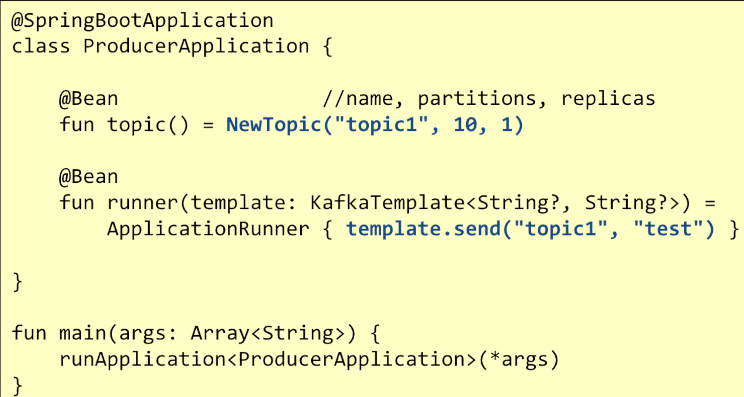 @SpringBootApplication
class ProducerApplication {
@Bean //name, partitions, replicas
fun topic() = NewTopic("topic1", 10, 1)
@Bean
fun runner(template: KafkaTemplate<String?, String?>) =
ApplicationRunner { template.send("topic1", "test") }
}
fun main(args: Array<String>) {
runApplication<ProducerApplication>(*args)
}